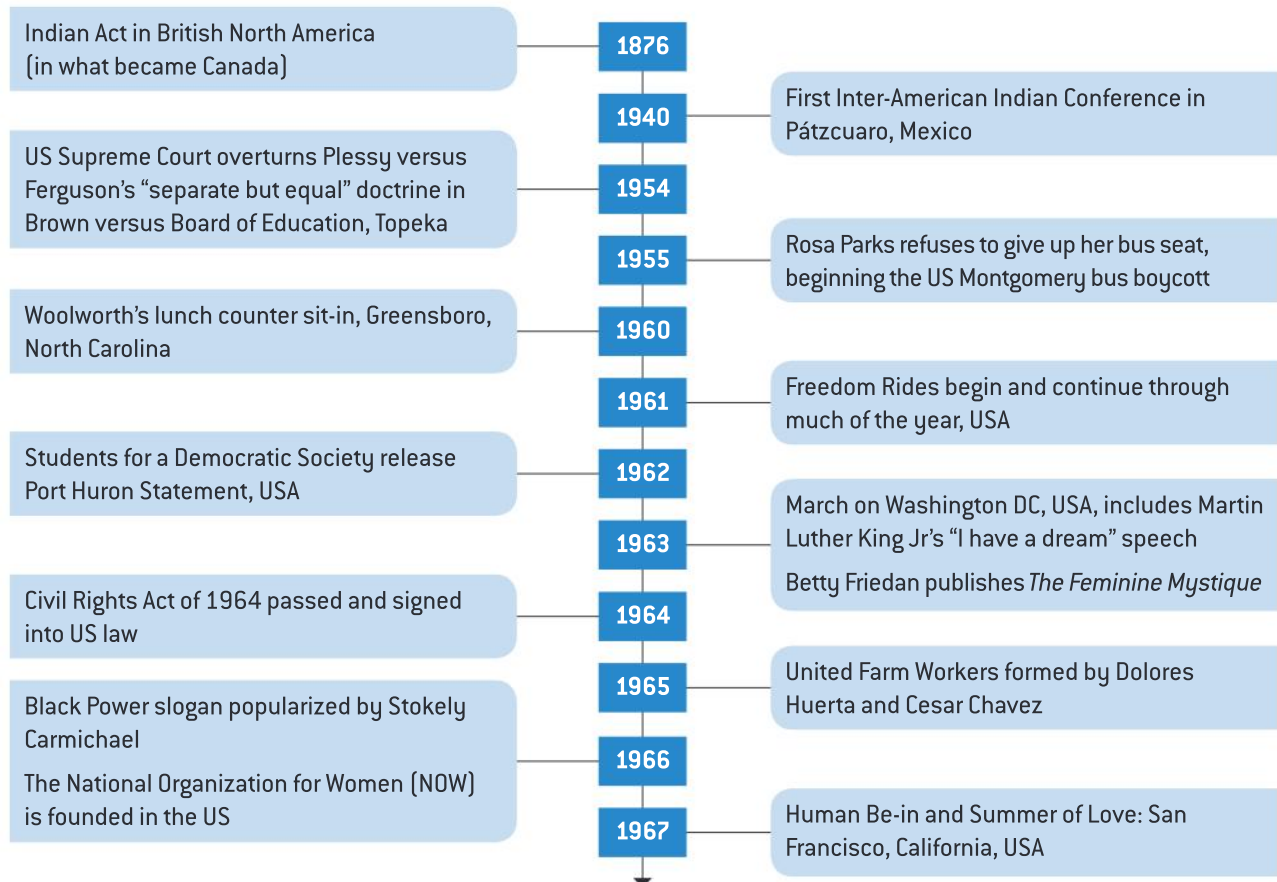 Indian Act in British North America
(in what became Canada)
1876
1940
First Inter-American Indian Conference in
Pátzcuaro, Mexico
US Supreme Court overturns Plessy versus
Ferguson’s “separate but equal” doctrine in
Brown versus Board of Education, Topeka
1954
1955
Rosa Parks refuses to give up her bus seat,
beginning the US Montgomery bus boycott
Woolworth’s lunch counter sit-in, Greensboro,
North Carolina
1960
1961
Freedom Rides begin and continue through
much of the year, USA
Students for a Democratic Society release
Port Huron Statement, USA
1962
1963
March on Washington DC, USA, includes Martin
Luther King Jr’s “I have a dream” speech
Betty Friedan publishes The Feminine Mystique
Civil Rights Act of 1964 passed and signed
into US law
1964
1965
United Farm Workers formed by Dolores
Huerta and Cesar Chavez
Black Power slogan popularized by Stokely
Carmichael
The National Organization for Women (NOW)
is founded in the US
1966
1967
Human Be-in and Summer of Love: San
Francisco, California, USA